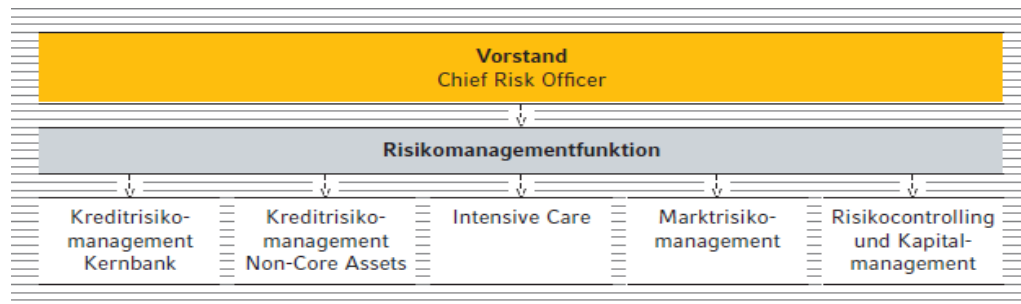 Vorstand
Chief Risk Officer
Risikomanagementfunktion
Kreditrisiko-
management
Kernbank
Kreditrisiko-
management
Non-Core Assets
Intensive Care
Marktrisiko-
management
Risikocontrolling
und Kapital-
management